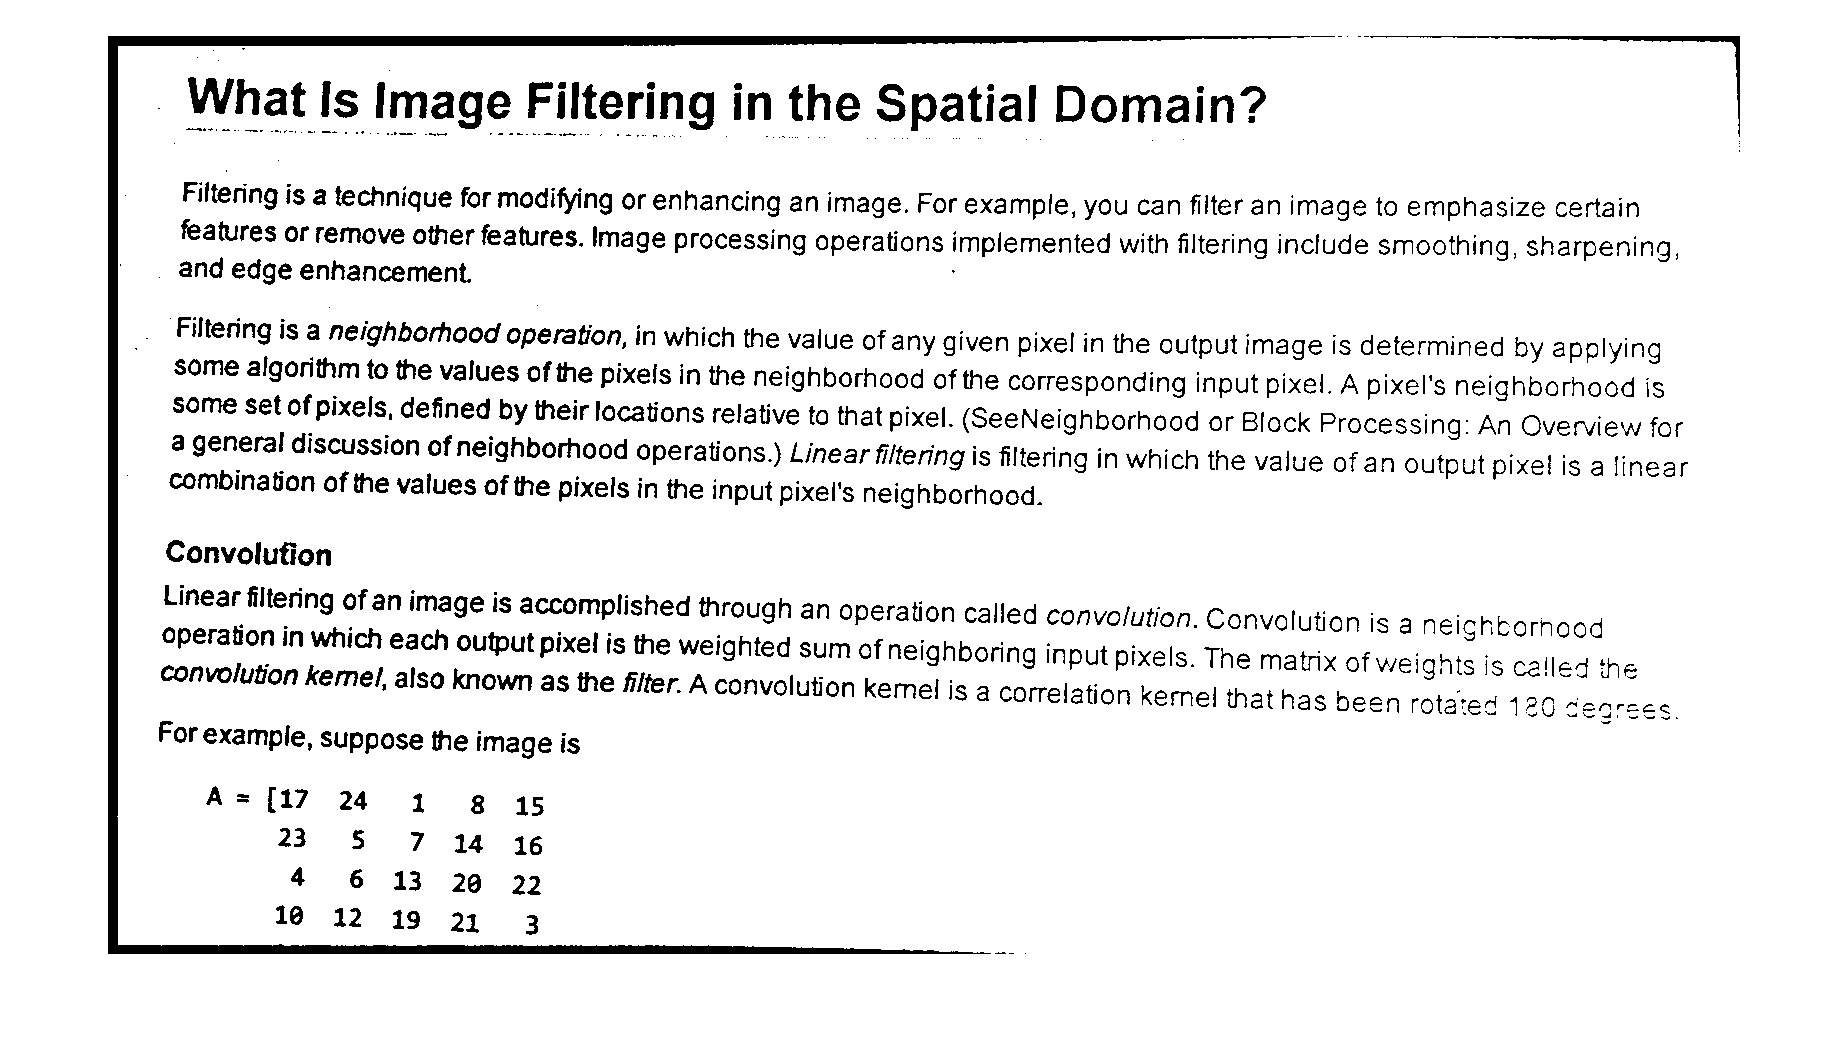 What Is Image Filtering in the Spatial Domain?
Filtering is a technique for modifying or enhancing an image. For example, you can filter an image to emphasize certain
features or remove other features. Image processing operations implemented with filtering include smoothing, sharpening,
and edge enhancement.
Filtering is a neighborhood operation, in which the value of any given pixel in the output image is determined by applying
some algorithm to the values of the pixels in the neighborhood of the corresponding input pixel. A pixel's neighborhood is
some set of pixels, defined by their locations relative to that pixel. (SeeNeighborhood or Block Processing: An Overview for
a general discussion of neighborhood operations.) Linear filtering is filtering in which the value of an output pixel is a linear
combination of the values of the pixels in the input pixel's neighborhood.
Convolution
Linear filtering of an image is accomplished through an operation called convolution. Convolution is a neighborhood
operation in which each output pixel is the weighted sum of neighboring input pixels. The matrix of weights is called the
convolution kernel, also known as the filter. A convolution kernel is a correlation kernel that has been rotated 180 degrees.
For example, suppose the image is
A = [17 24 1 8 15
23 5 7 14 16
4 6 13 20 22
10 12 19 21 3